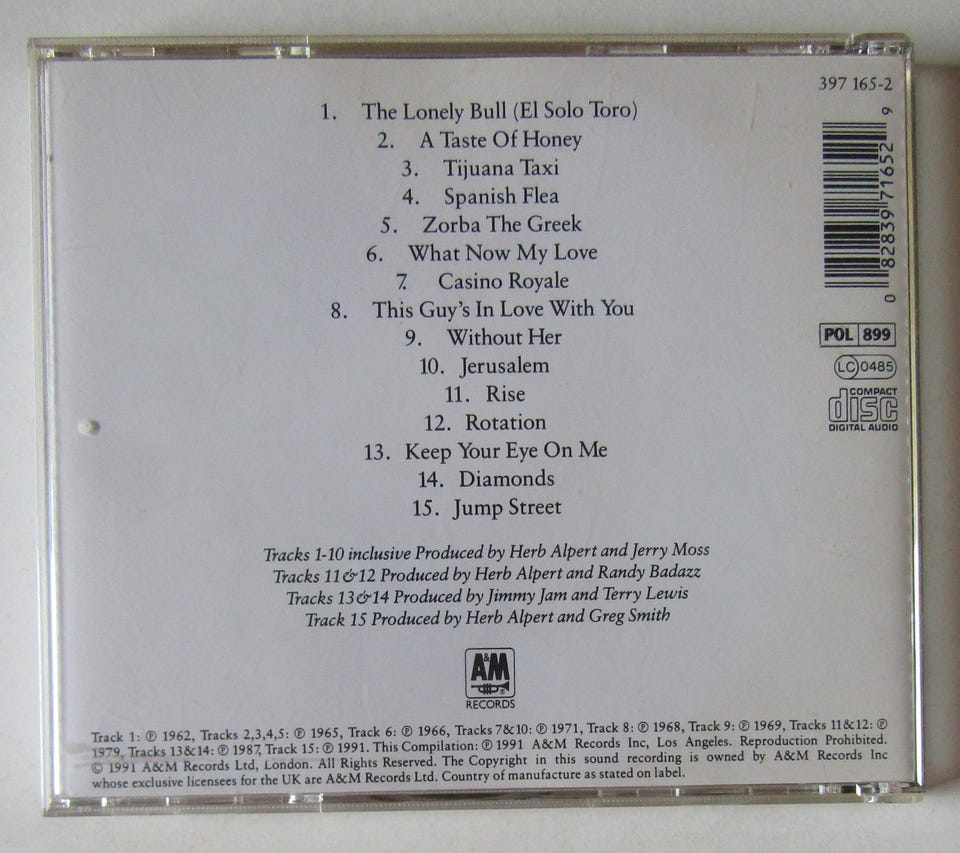 397 165-2
1. The Lonely Bull (El Solo Toro)
2. A Taste Of Honey
3. Tijuana Taxi
4. Spanish Flea
5. Zorba The Greek
6. What Now My Love
7. Casino Royale
8. This Guy's In Love With You
9. Without Her
10. Jerusalem
11. Rise
12. Rotation
13. Keep Your Eye On Me
14. Diamonds
15. Jump Street
0 82839 71652 9
POL 899
LC 0485
COMPACT
disc
DIGITAL AUDIO
Tracks 1-10 inclusive Produced by Herb Alpert and Jerry Moss
Tracks 11&12 Produced by Herb Alpert and Randy Badazz
Tracks 13&14 Produced by Jimmy Jam and Terry Lewis
Track 15 Produced by Herb Alpert and Greg Smith
A&M
RECORDS
Track 1: ℗ 1962, Tracks 2,3,4,5: ℗ 1965, Track 6: ℗ 1966, Tracks 7&10: ℗ 1971, Track 8: ℗ 1968, Track 9: ℗ 1969, Tracks 11&12: ℗
1979, Tracks 13&14: ℗ 1987, Track 15: ℗ 1991. This Compilation: ℗ 1991 A&M Records Inc, Los Angeles. Reproduction Prohibited.
© 1991 A&M Records Ltd, London. All Rights Reserved. The Copyright in this sound recording is owned by A&M Records Inc
whose exclusive licensees for the UK are A&M Records Ltd. Country of manufacture as stated on label.